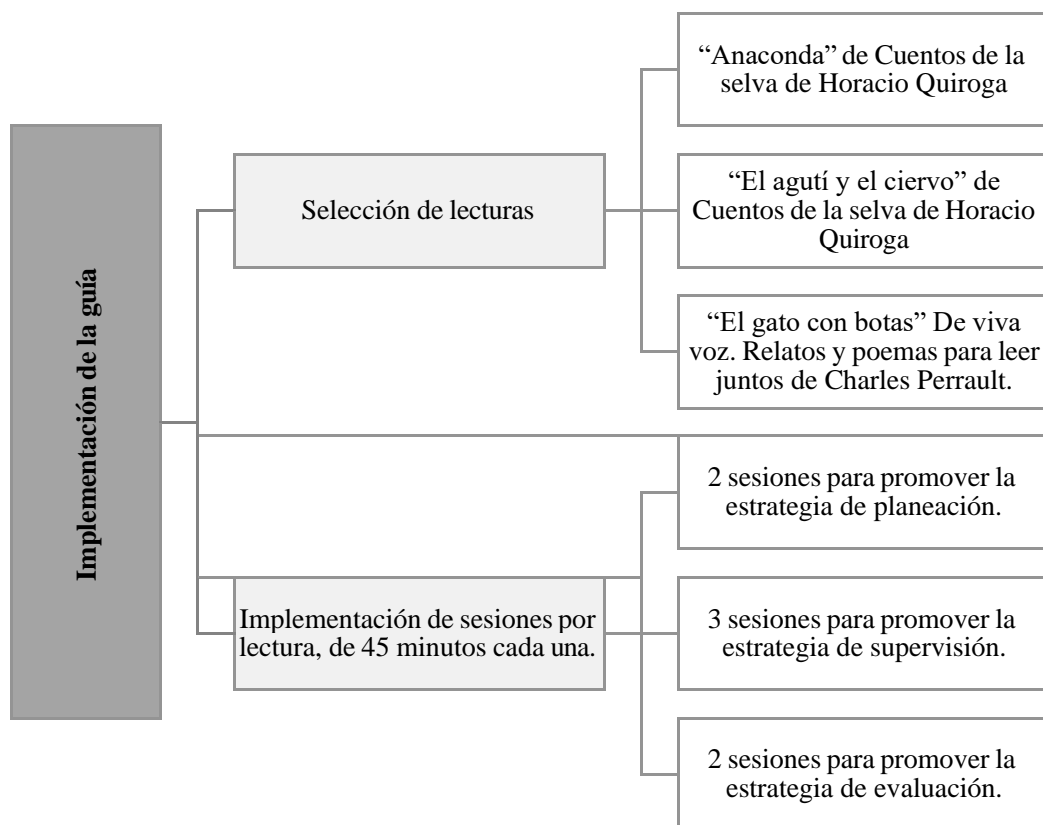 Implementación de la guía
Selección de lecturas
“Anaconda” de Cuentos de la
selva de Horacio Quiroga
“El agutí y el ciervo” de
Cuentos de la selva de Horacio
Quiroga
“El gato con botas” De viva
voz. Relatos y poemas para leer
juntos de Charles Perrault.
Implementación de sesiones por
lectura, de 45 minutos cada una.
2 sesiones para promover la
estrategia de planeación.
3 sesiones para promover la
estrategia de supervisión.
2 sesiones para promover la
estrategia de evaluación.